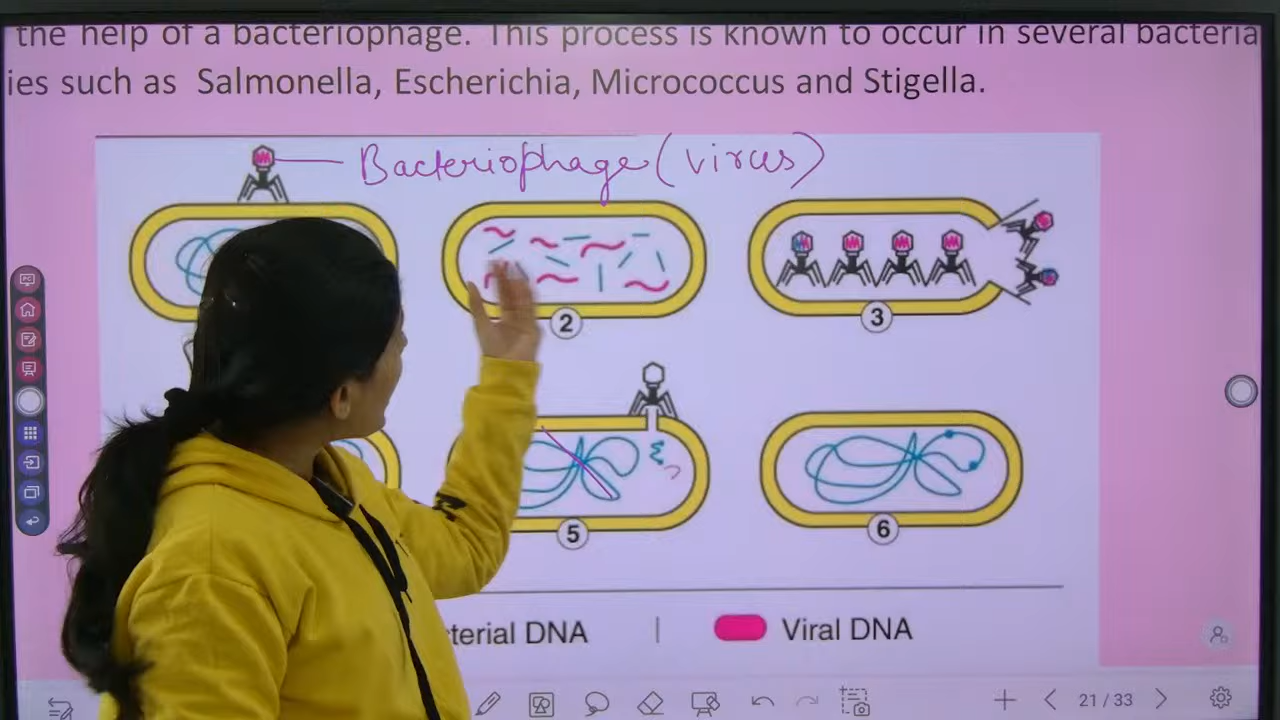 the help of a bacteriophage. This process is known to occur in several bacteria
ies such as Salmonella, Escherichia, Micrococcus and Stigella.
Bacteriophage (virus)
2
3
5
6
cterial DNA
Viral DNA
21 / 33